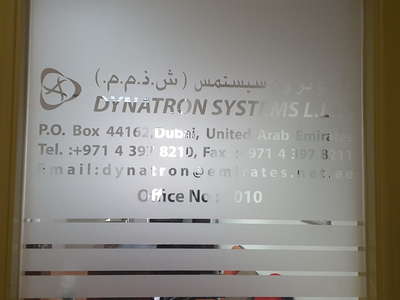 سيستمس (ش.ذ.م.م.)
DYNATRON SYSTEMS L.L.
P.O. Box 44162, Dubai, United Arab Emirates
Tel. :+971 4 397 8210, Fax : +971 4 397 8211
Email:dynatron@emirates.net.ae
Office No : 010